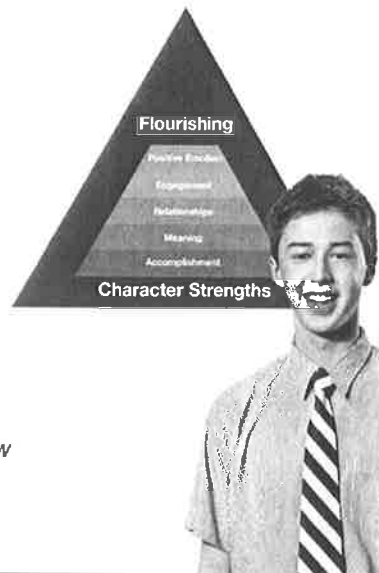 Flourishing
Positive Emotion
Engagement
Relationships
Meaning
Accomplishment
Character Strengths
w